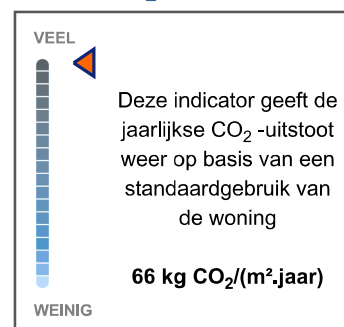 VEEL
Deze indicator geeft de
jaarlijkse CO₂ -uitstoot
weer op basis van een
standaardgebruik van
de woning
66 kg CO₂/(m².jaar)
WEINIG